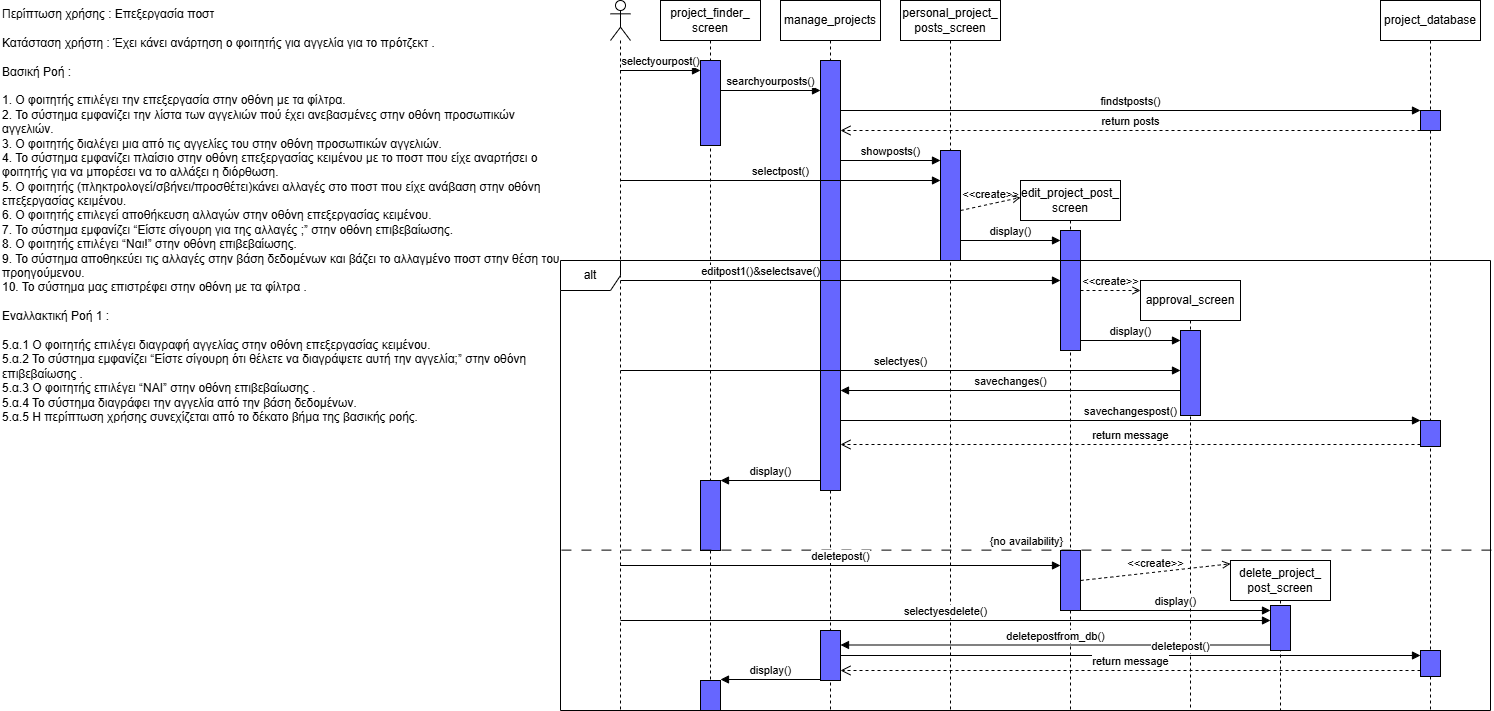 Περίπτωση χρήσης : Επεξεργασία ποστ
Κατάσταση χρήστη : Έχει κάνει ανάρτηση ο φοιτητής για αγγελία για το πρότζεκτ .
Βασική Ροή :
1. Ο φοιτητής επιλέγει την επεξεργασία στην οθόνη με τα φίλτρα.
2. Το σύστημα εμφανίζει την λίστα των αγγελιών πού έχει ανεβασμένες στην οθόνη προσωπικών
αγγελιών.
3. Ο φοιτητής διαλέγει μια από τις αγγελίες του στην οθόνη προσωπικών αγγελιών.
4. Το σύστημα εμφανίζει πλαίσιο στην οθόνη επεξεργασίας κειμένου με το ποστ που είχε αναρτήσει ο
φοιτητής για να μπορέσει να το αλλάξει η διόρθωση.
5. Ο φοιτητής (πληκτρολογεί/σβήνει/προσθέτει)κάνει αλλαγές στο ποστ που είχε ανάβαση στην οθόνη
επεξεργασίας κειμένου.
6. Ο φοιτητής επιλεγεί αποθήκευση αλλαγών στην οθόνη επεξεργασίας κειμένου.
7. Το σύστημα εμφανίζει “Είστε σίγουρη για της αλλαγές ;” στην οθόνη επιβεβαίωσης.
8. Ο φοιτητής επιλέγει “Ναι!” στην οθόνη επιβεβαίωσης.
9. Το σύστημα αποθηκεύει τις αλλαγές στην βάση δεδομένων και βάζει το αλλαγμένο ποστ στην θέση του
προηγούμενου.
10. Το σύστημα μας επιστρέφει στην οθόνη με τα φίλτρα .
Εναλλακτική Ροή 1 :
5.α.1 Ο φοιτητής επιλέγει διαγραφή αγγελίας στην οθόνη επεξεργασίας κειμένου.
5.α.2 Το σύστημα εμφανίζει “Είστε σίγουρη ότι θέλετε να διαγράψετε αυτή την αγγελία;” στην οθόνη
επιβεβαίωσης .
5.α.3 Ο φοιτητής επιλέγει “ΝΑΙ” στην οθόνη επιβεβαίωσης .
5.α.4 Το σύστημα διαγράφει την αγγελία από την βάση δεδομένων.
5.α.5 Η περίπτωση χρήσης συνεχίζεται από το δέκατο βήμα της βασικής ροής.
project_finder_
screen
manage_projects
personal_project_
posts_screen
project_database
selectyourpost()
searchyourposts()
findstposts()
return posts
showposts()
selectpost()
<<create>>
edit_project_post_
screen
display()
alt
editpost1()&selectsave()
<<create>>
approval_screen
display()
selectyes()
savechanges()
savechangespost()
return message
display()
{no availability}
deletepost()
<<create>>
delete_project_
post_screen
display()
selectyesdelete()
deletepostfrom_db()
deletepost()
return message
display()